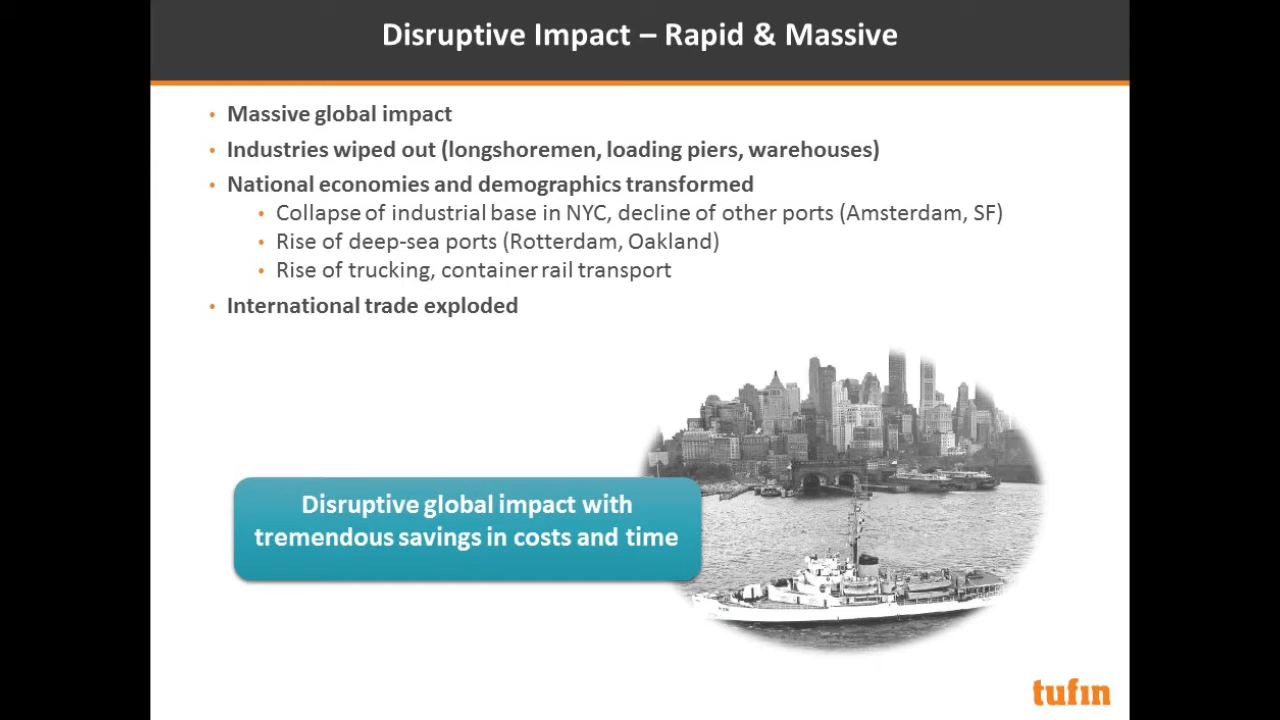 Disruptive Impact – Rapid & Massive
• Massive global impact
• Industries wiped out (longshoremen, loading piers, warehouses)
• National economies and demographics transformed
• Collapse of industrial base in NYC, decline of other ports (Amsterdam, SF)
• Rise of deep-sea ports (Rotterdam, Oakland)
• Rise of trucking, container rail transport
• International trade exploded
Disruptive global impact with
tremendous savings in costs and time
tufin